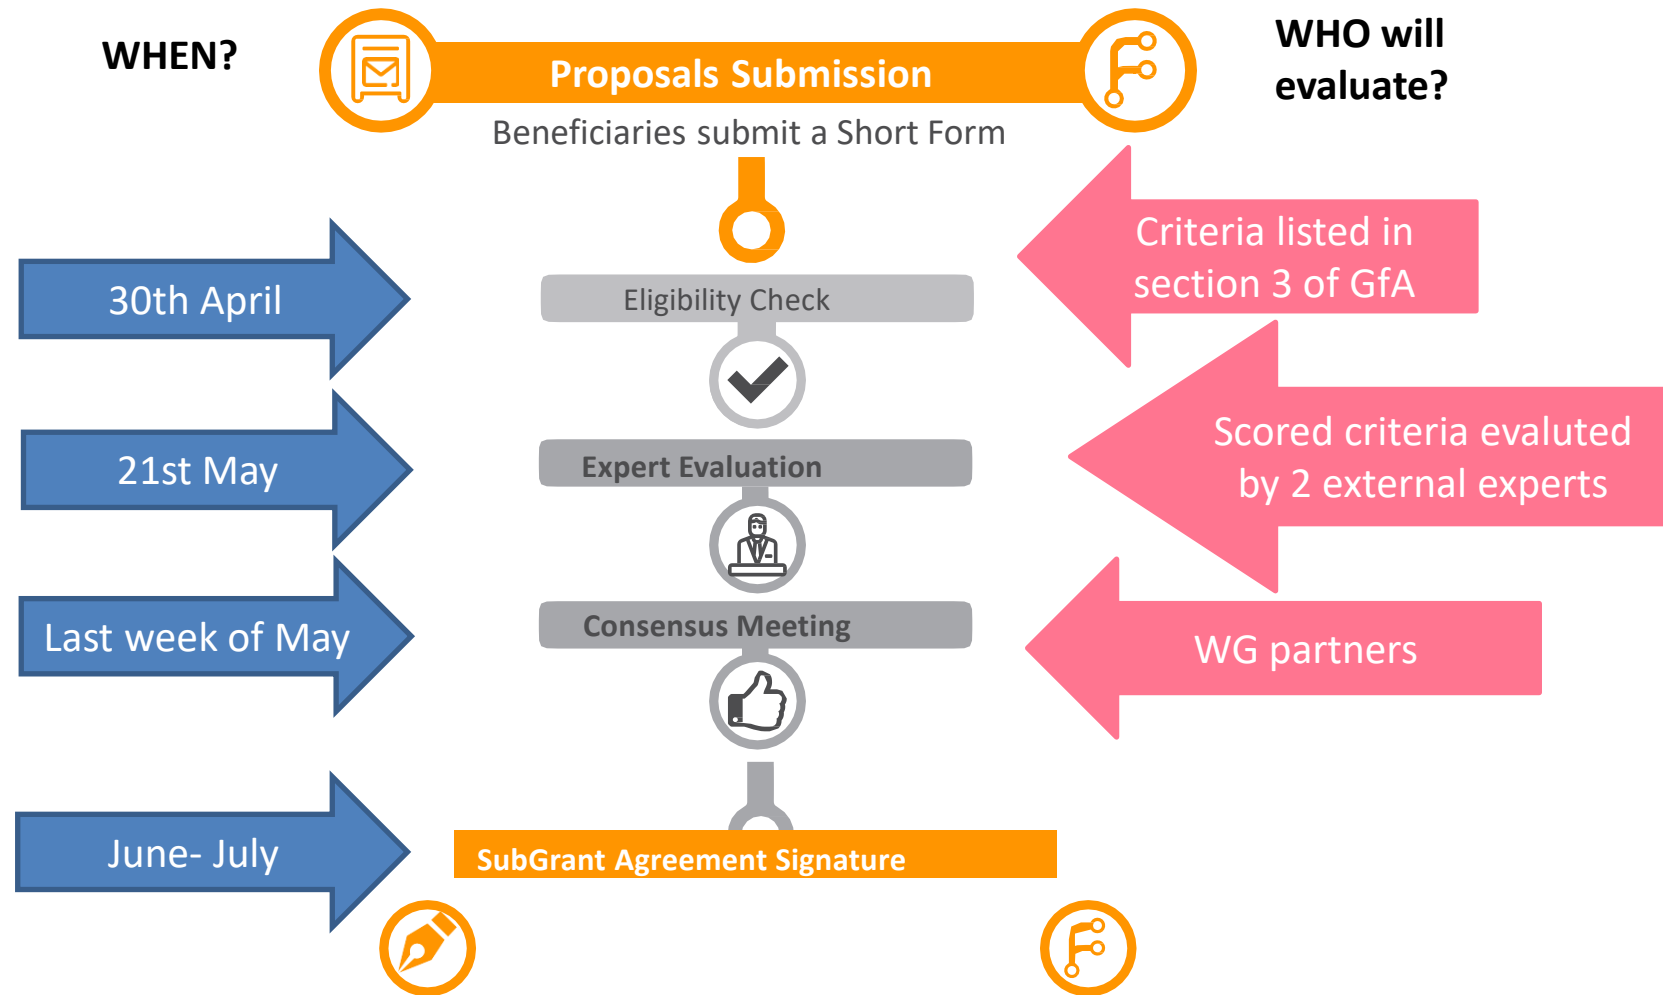 WHEN?
Proposals Submission
WHO will
evaluate?
Beneficiaries submit a Short Form
30th April
Eligibility Check
Criteria listed in
section 3 of GfA
21st May
Expert Evaluation
Scored criteria evaluted
by 2 external experts
Last week of May
Consensus Meeting
WG partners
June- July
SubGrant Agreement Signature